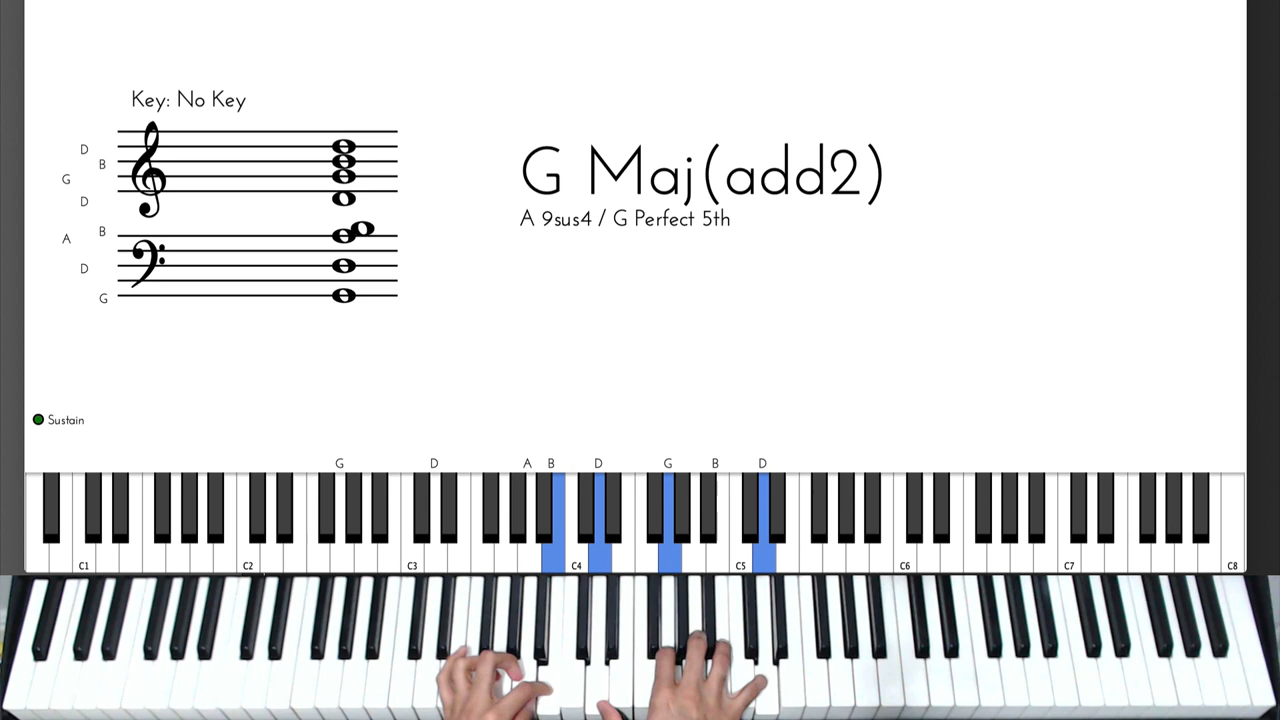 Key: No Key
D
B
G
D
B
A
D
G
G Maj(add2)
A 9sus4 / G Perfect 5th
Sustain
G D A B D G B D
C1 C2 C3 C4 C5 C6 C7 C8